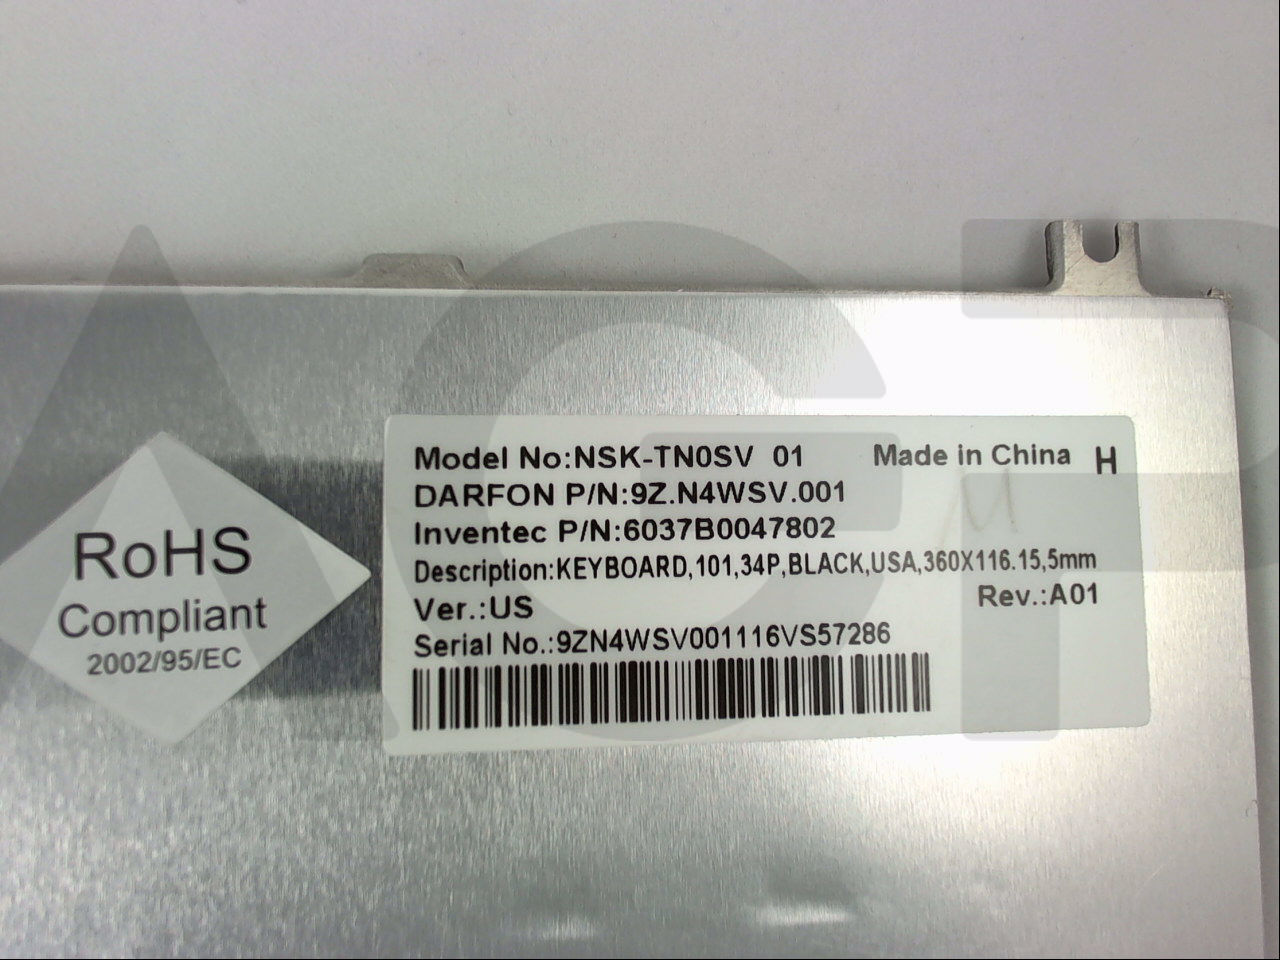 RoHS
Compliant
2002/95/EC
Model No:NSK-TN0SV 01 Made in China H
DARFON P/N:9Z.N4WSV.001
Inventec P/N:6037B0047802
Description:KEYBOARD,101,34P,BLACK,USA,360X116.15,5mm
Ver.:US Rev.:A01
Serial No.:9ZN4WSV001116VS57286